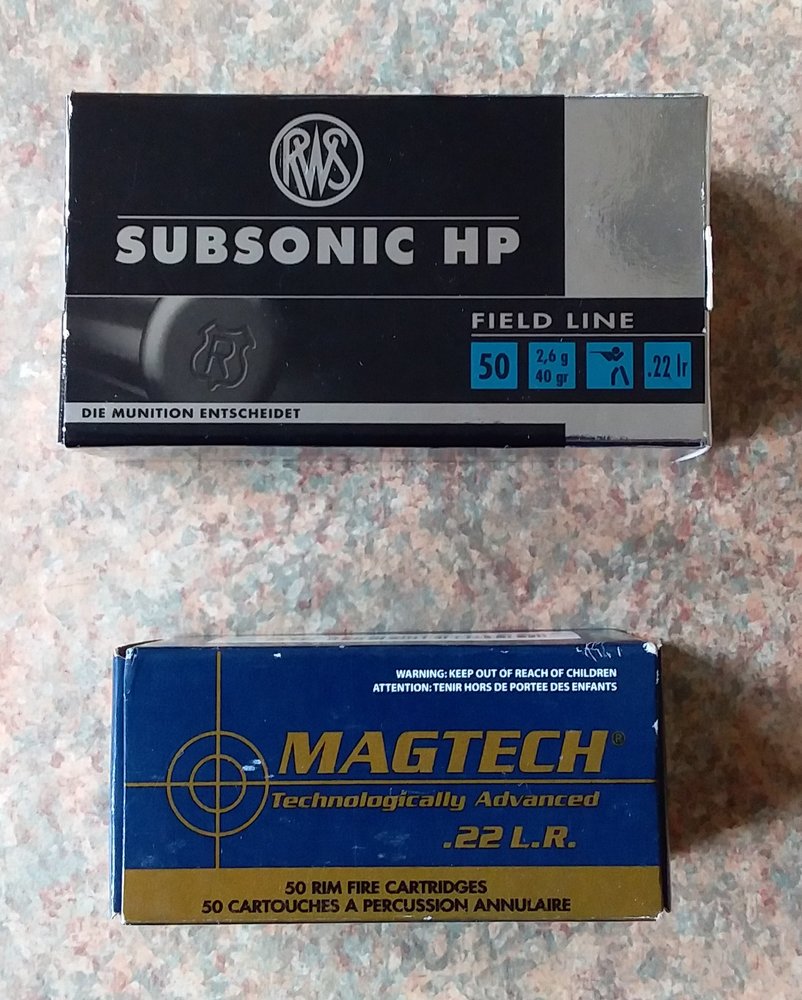 RWS
SUBSONIC HP
FIELD LINE
50
2,6 g
40 gr
.22 lr
R
DIE MUNITION ENTSCHEIDET
WARNING: KEEP OUT OF REACH OF CHILDREN
ATTENTION: TENIR HORS DE PORTEE DES ENFANTS
MAGTECH®
Technologically Advanced
.22 L.R.
50 RIM FIRE CARTRIDGES
50 CARTOUCHES A PERCUSSION ANNULAIRE